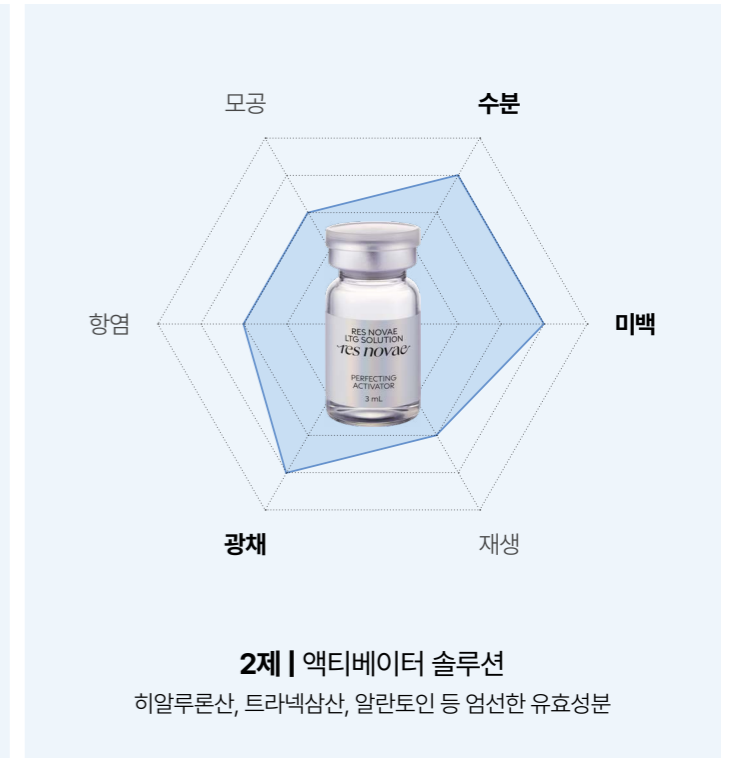 모공
수분
항염
미백
RES NOVAE
LTG SOLUTION
res novae
PERFECTING
ACTIVATOR
3 mL
광채
재생
2제 | 액티베이터 솔루션
히알루론산, 트라넥삼산, 알란토인 등 엄선한 유효성분